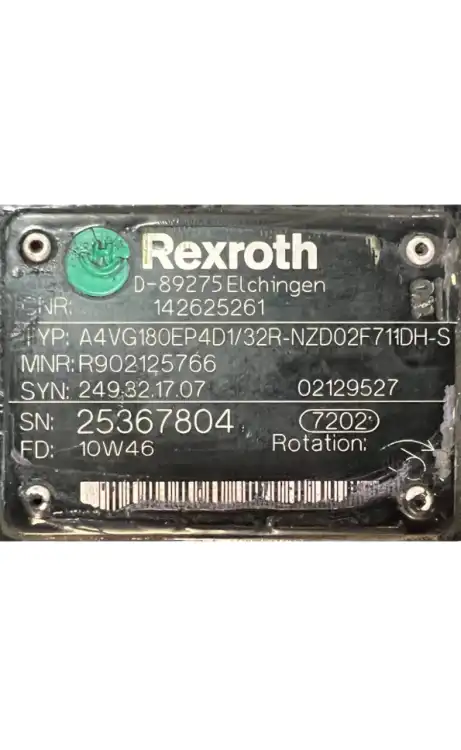 Rexroth
D-89275 Elchingen
CNR: 142625261
TYP: A4VG180EP4D1/32R-NZD02F711DH-S
MNR: R902125766
SYN: 249.32.17.07 02129527
SN: 25367804 7202
FD: 10W46 Rotation: